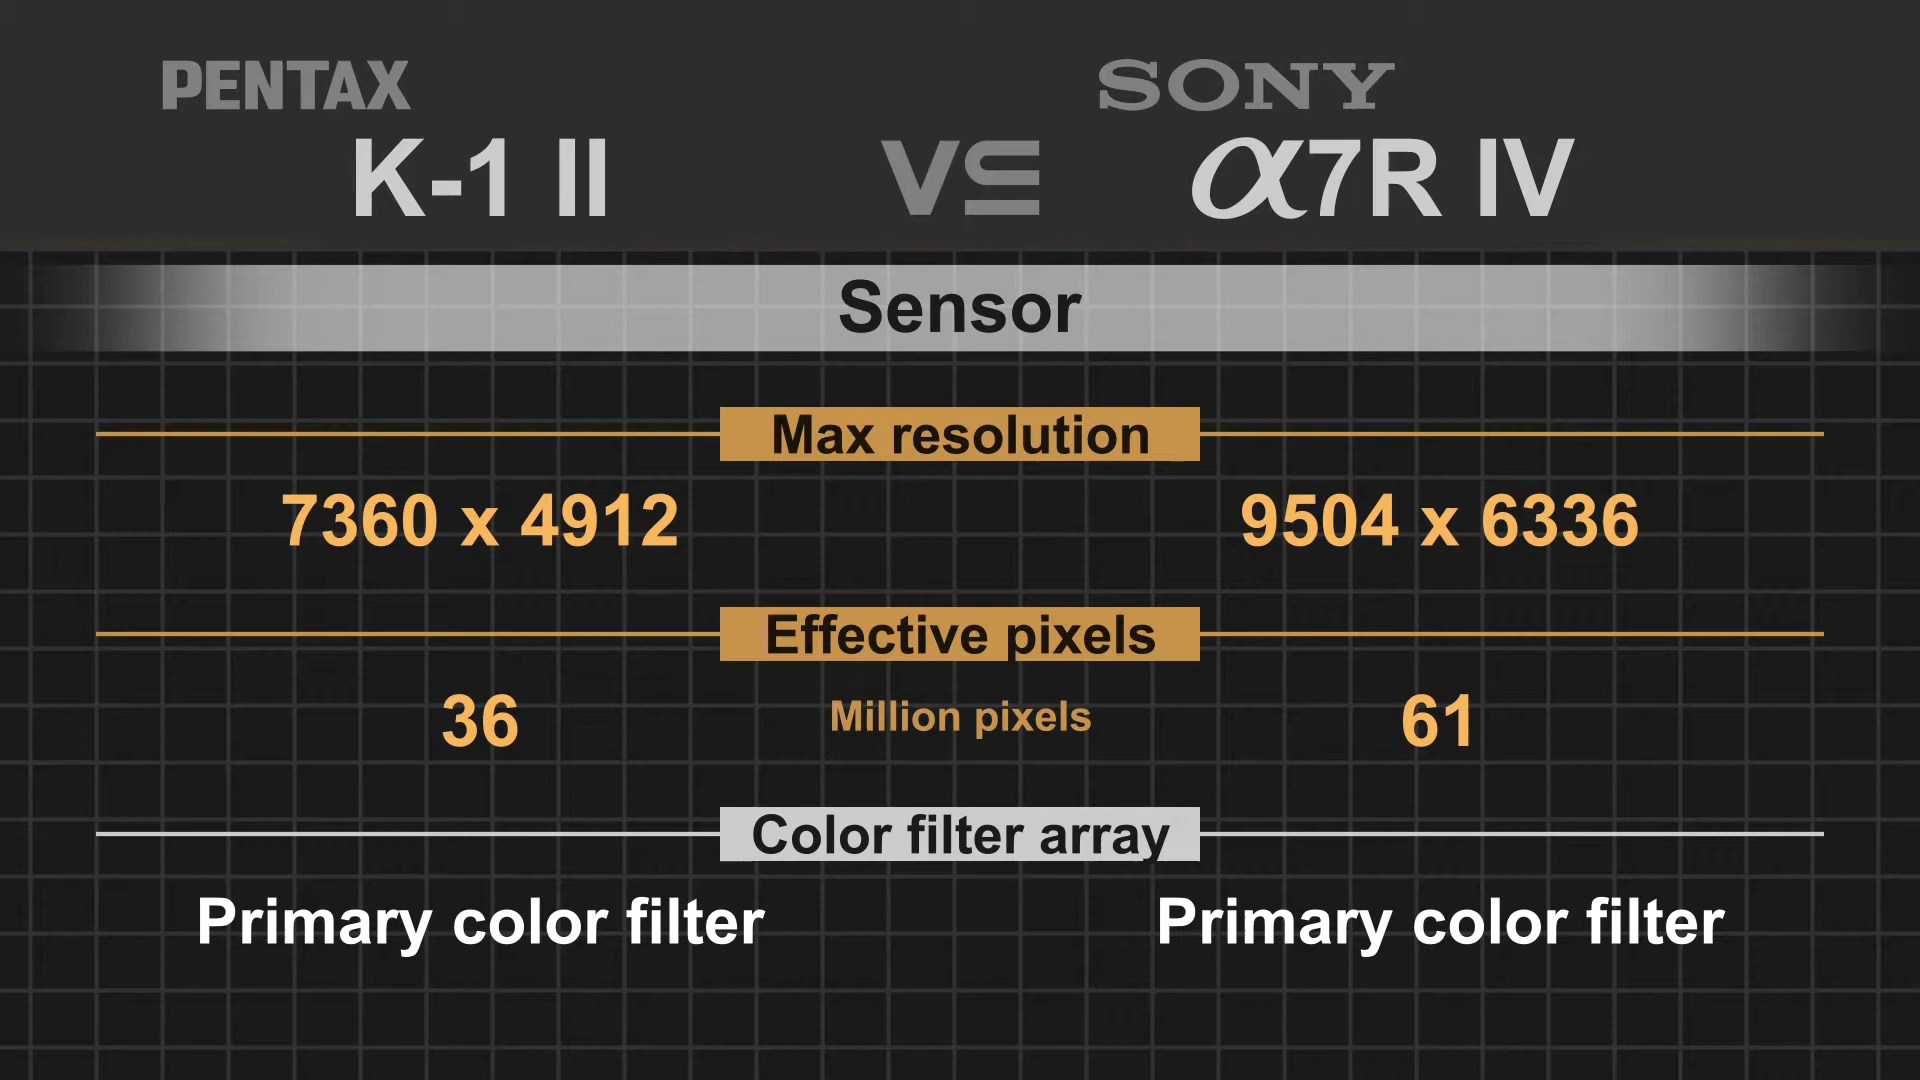 PENTAX
SONY
K-1 II
VS
α7R IV
Sensor
Max resolution
7360 x 4912
9504 x 6336
Effective pixels
36
Million pixels
61
Color filter array
Primary color filter
Primary color filter